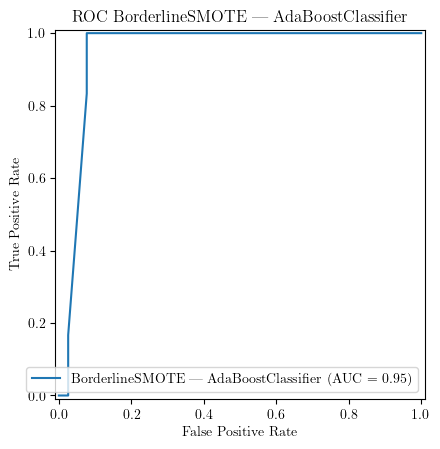 ROC BorderlineSMOTE — AdaBoostClassifier
1.0
0.8
0.6
0.4
0.2
0.0
True Positive Rate
BorderlineSMOTE — AdaBoostClassifier (AUC = 0.95)
0.0 0.2 0.4 0.6 0.8 1.0
False Positive Rate